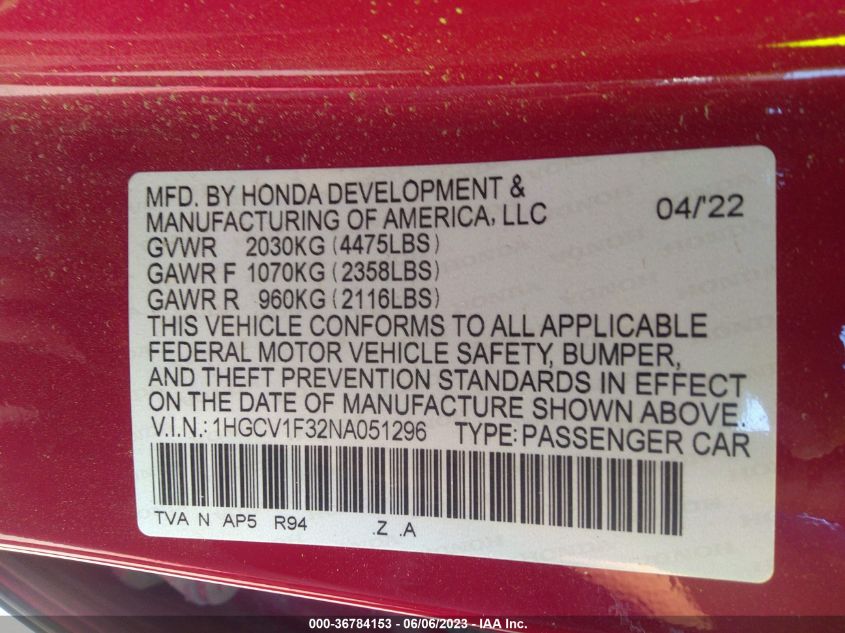 MFD. BY HONDA DEVELOPMENT &
MANUFACTURING OF AMERICA, LLC 04/'22
GVWR 2030KG (4475LBS)
GAWR F 1070KG (2358LBS)
GAWR R 960KG (2116LBS)
THIS VEHICLE CONFORMS TO ALL APPLICABLE
FEDERAL MOTOR VEHICLE SAFETY, BUMPER,
AND THEFT PREVENTION STANDARDS IN EFFECT
ON THE DATE OF MANUFACTURE SHOWN ABOVE.
V.I.N.: 1HGCV1F32NA051296 TYPE: PASSENGER CAR
TVA N AP5 R94 .Z .A
000-36784153 - 06/06/2023 - IAA Inc.